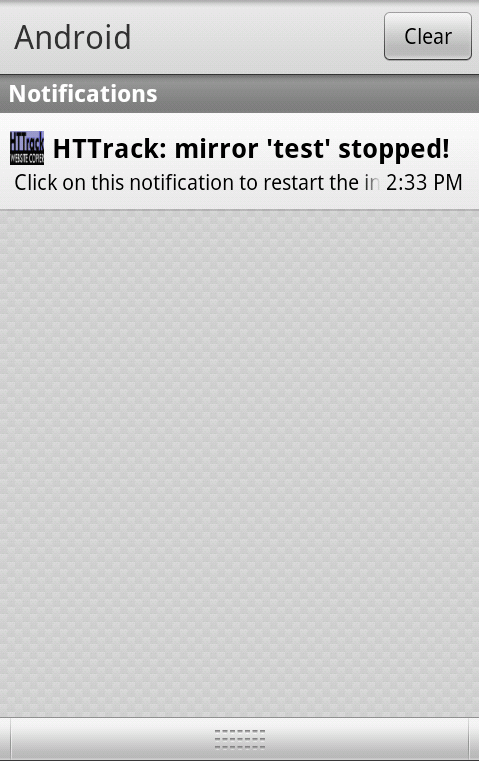 Android
Clear
Notifications
HTTrack
WEBSITE COPIER
HTTrack: mirror 'test' stopped!
Click on this notification to restart the in 2:33 PM